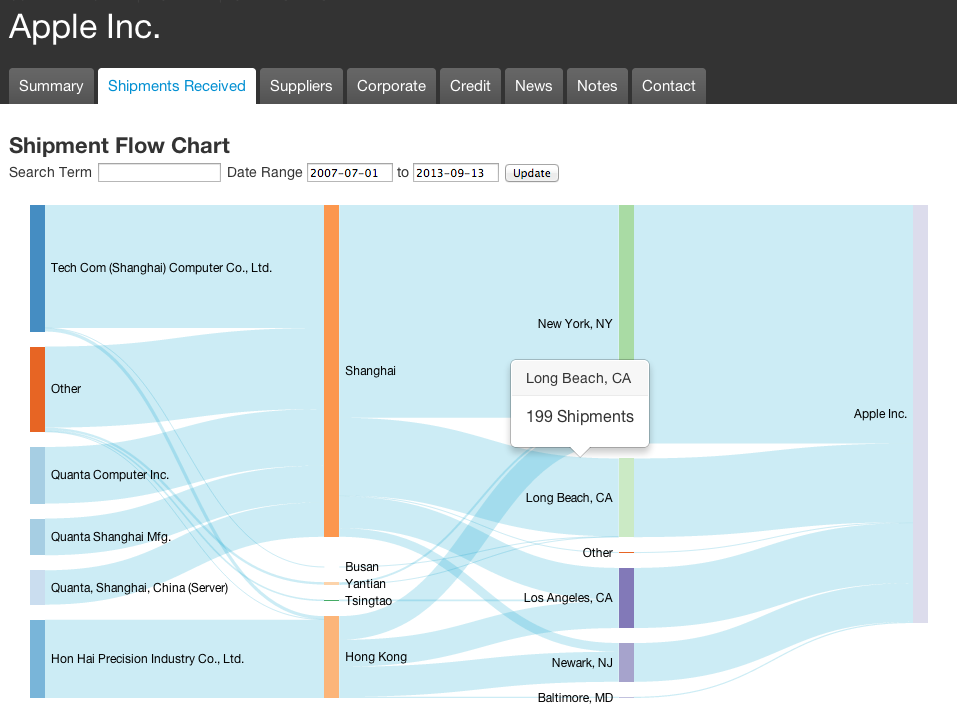 Apple Inc.
Summary Shipments Received Suppliers Corporate Credit News Notes Contact
Shipment Flow Chart
Search Term Date Range 2007-07-01 to 2013-09-13 Update
Tech Com (Shanghai) Computer Co., Ltd.
New York, NY
Shanghai
Long Beach, CA
Other
199 Shipments
Apple Inc.
Quanta Computer Inc.
Long Beach, CA
Quanta Shanghai Mfg.
Other
Busan
Yantian
Quanta, Shanghai, China (Server)
Tsingtao
Los Angeles, CA
Hong Kong
Hon Hai Precision Industry Co., Ltd.
Newark, NJ
Baltimore, MD